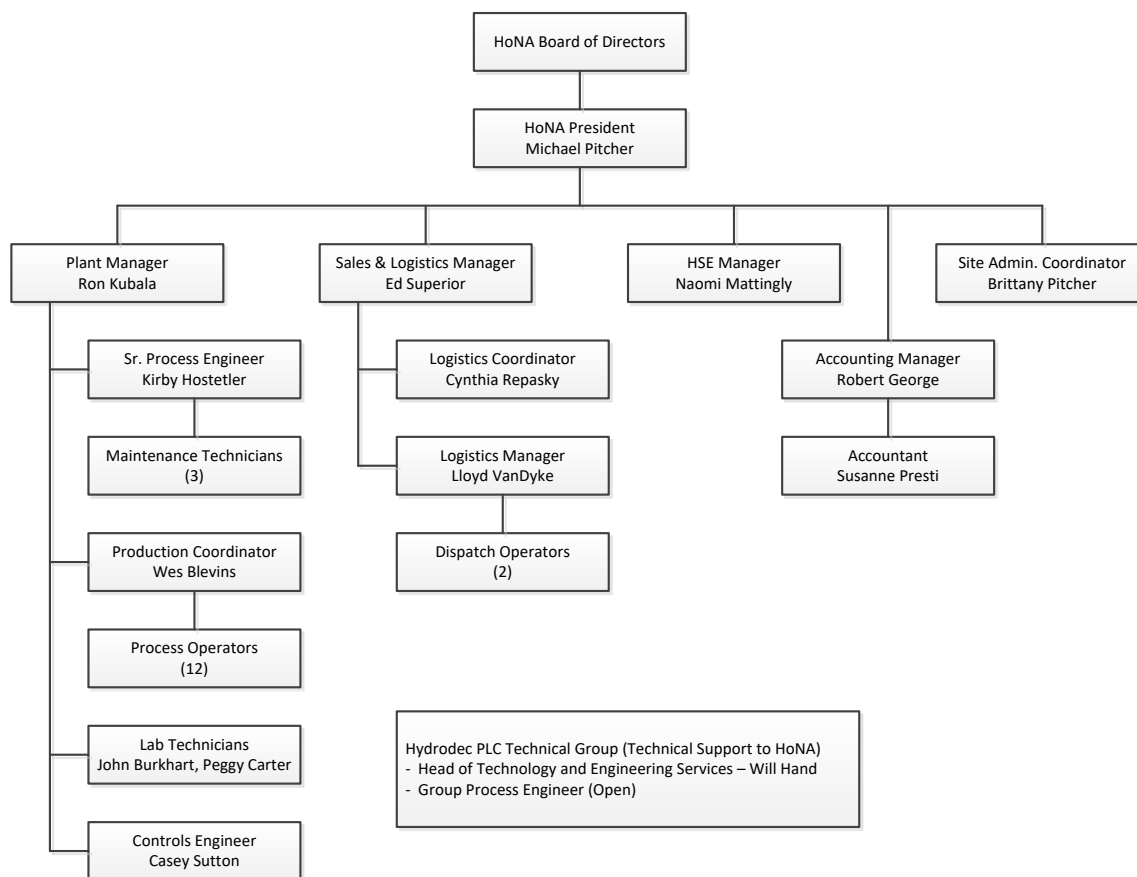 HoNA Board of Directors
HoNA President
Michael Pitcher
Plant Manager
Ron Kubala
Sales & Logistics Manager
Ed Superior
HSE Manager
Naomi Mattingly
Site Admin. Coordinator
Brittany Pitcher
Sr. Process Engineer
Kirby Hostetler
Logistics Coordinator
Cynthia Repasky
Accounting Manager
Robert George
Maintenance Technicians
(3)
Logistics Manager
Lloyd VanDyke
Accountant
Susanne Presti
Production Coordinator
Wes Blevins
Dispatch Operators
(2)
Process Operators
(12)
Lab Technicians
John Burkhart, Peggy Carter
Hydrodec PLC Technical Group (Technical Support to HoNA)
- Head of Technology and Engineering Services – Will Hand
- Group Process Engineer (Open)
Controls Engineer
Casey Sutton